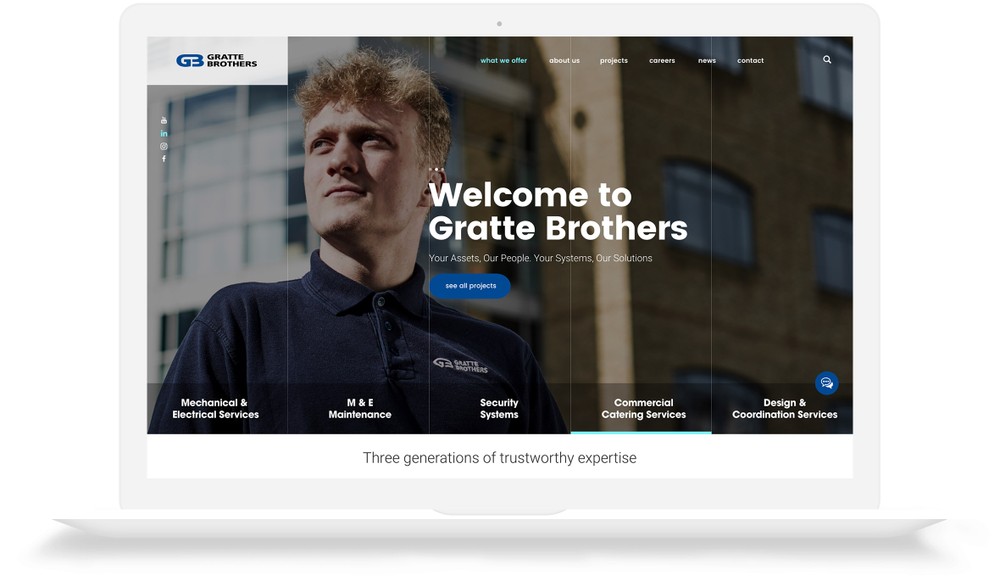 GRATTE
BROTHERS
what we offer
about us
projects
careers
news
contact
in
f
Welcome to
Gratte Brothers
Your Assets, Our People. Your Systems, Our Solutions
see all projects
GRATTE
BROTHERS
Mechanical &
Electrical Services
M & E
Maintenance
Security
Systems
Commercial
Catering Services
Design &
Coordination Services
Three generations of trustworthy expertise